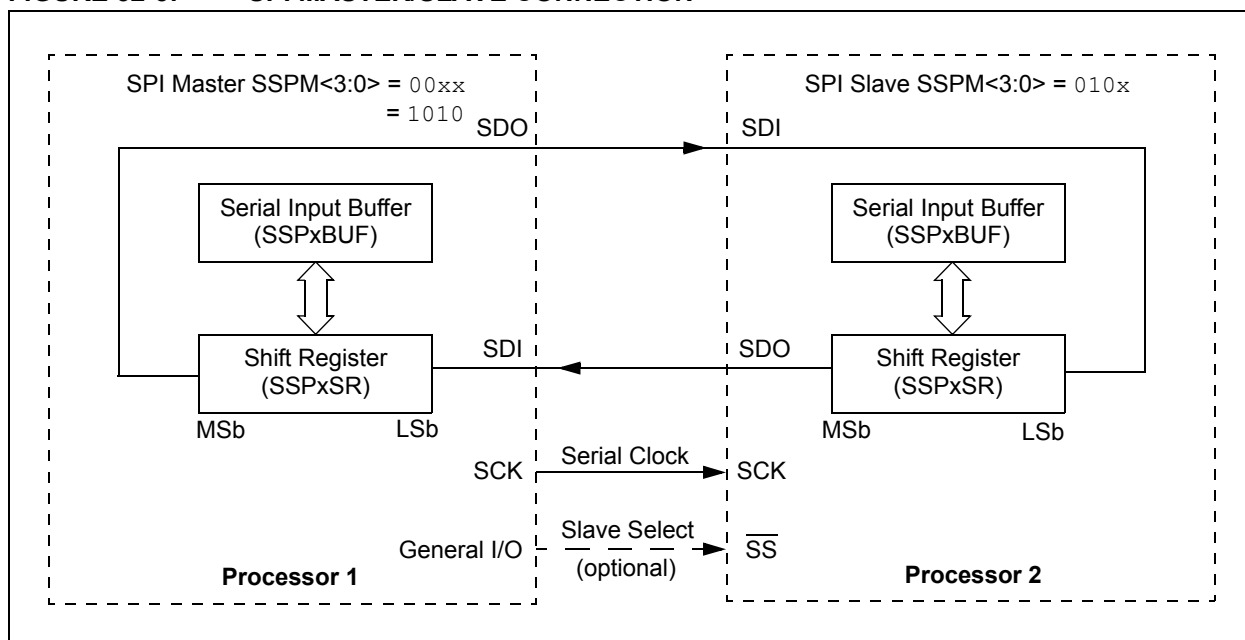 SPI Master SSPM<3:0> = 00xx
= 1010
SPI Slave SSPM<3:0> = 010x
SDO
SDI
Serial Input Buffer
(SSPxBUF)
Serial Input Buffer
(SSPxBUF)
Shift Register
(SSPxSR)
SDI
SDO
Shift Register
(SSPxSR)
MSb
LSb
MSb
LSb
SCK
Serial Clock
SCK
General I/O
Slave Select
(optional)
SS
Processor 1
Processor 2